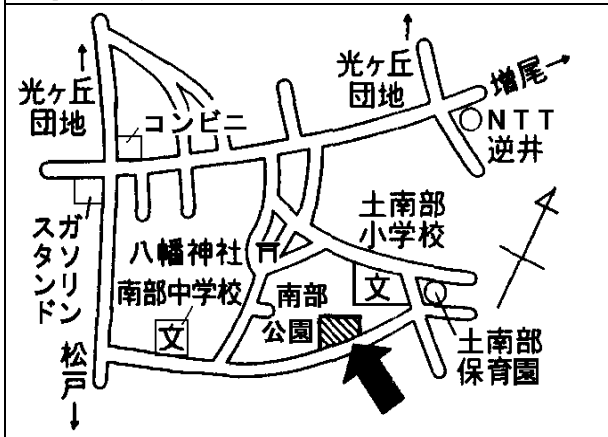 光ヶ丘
団地
コンビニ
光ヶ丘
団地
増尾→
NTT
逆井
ガソリン
スタンド
八幡神社
南部中学校
文
土南部
小学校
文
南部
公園
土南部
保育園
松戸